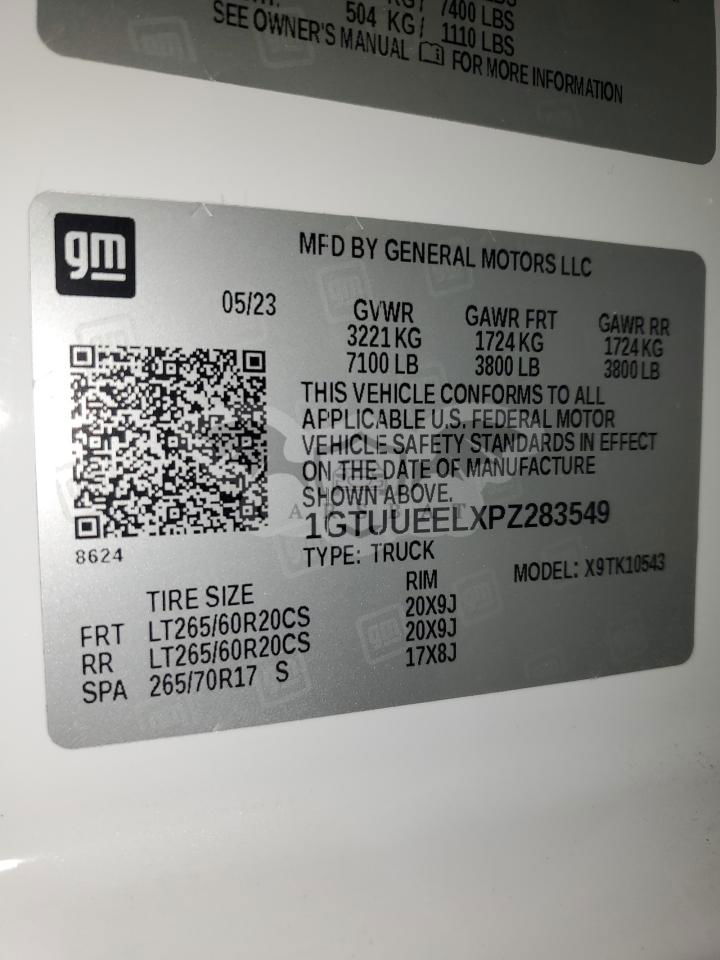 7400 LBS
504 KG/ 1110 LBS
SEE OWNER'S MANUAL FOR MORE INFORMATION
gm
MFD BY GENERAL MOTORS LLC
05/23 GVWR GAWR FRT GAWR RR
3221 KG 1724 KG 1724 KG
7100 LB 3800 LB 3800 LB
THIS VEHICLE CONFORMS TO ALL
APPLICABLE U.S. FEDERAL MOTOR
VEHICLE SAFETY STANDARDS IN EFFECT
ON THE DATE OF MANUFACTURE
SHOWN ABOVE.
1GTUUEELXPZ283549
8624
TYPE: TRUCK MODEL: X9TK10543
TIRE SIZE RIM
FRT LT265/60R20CS 20X9J
RR LT265/60R20CS 20X9J
SPA 265/70R17 S 17X8J